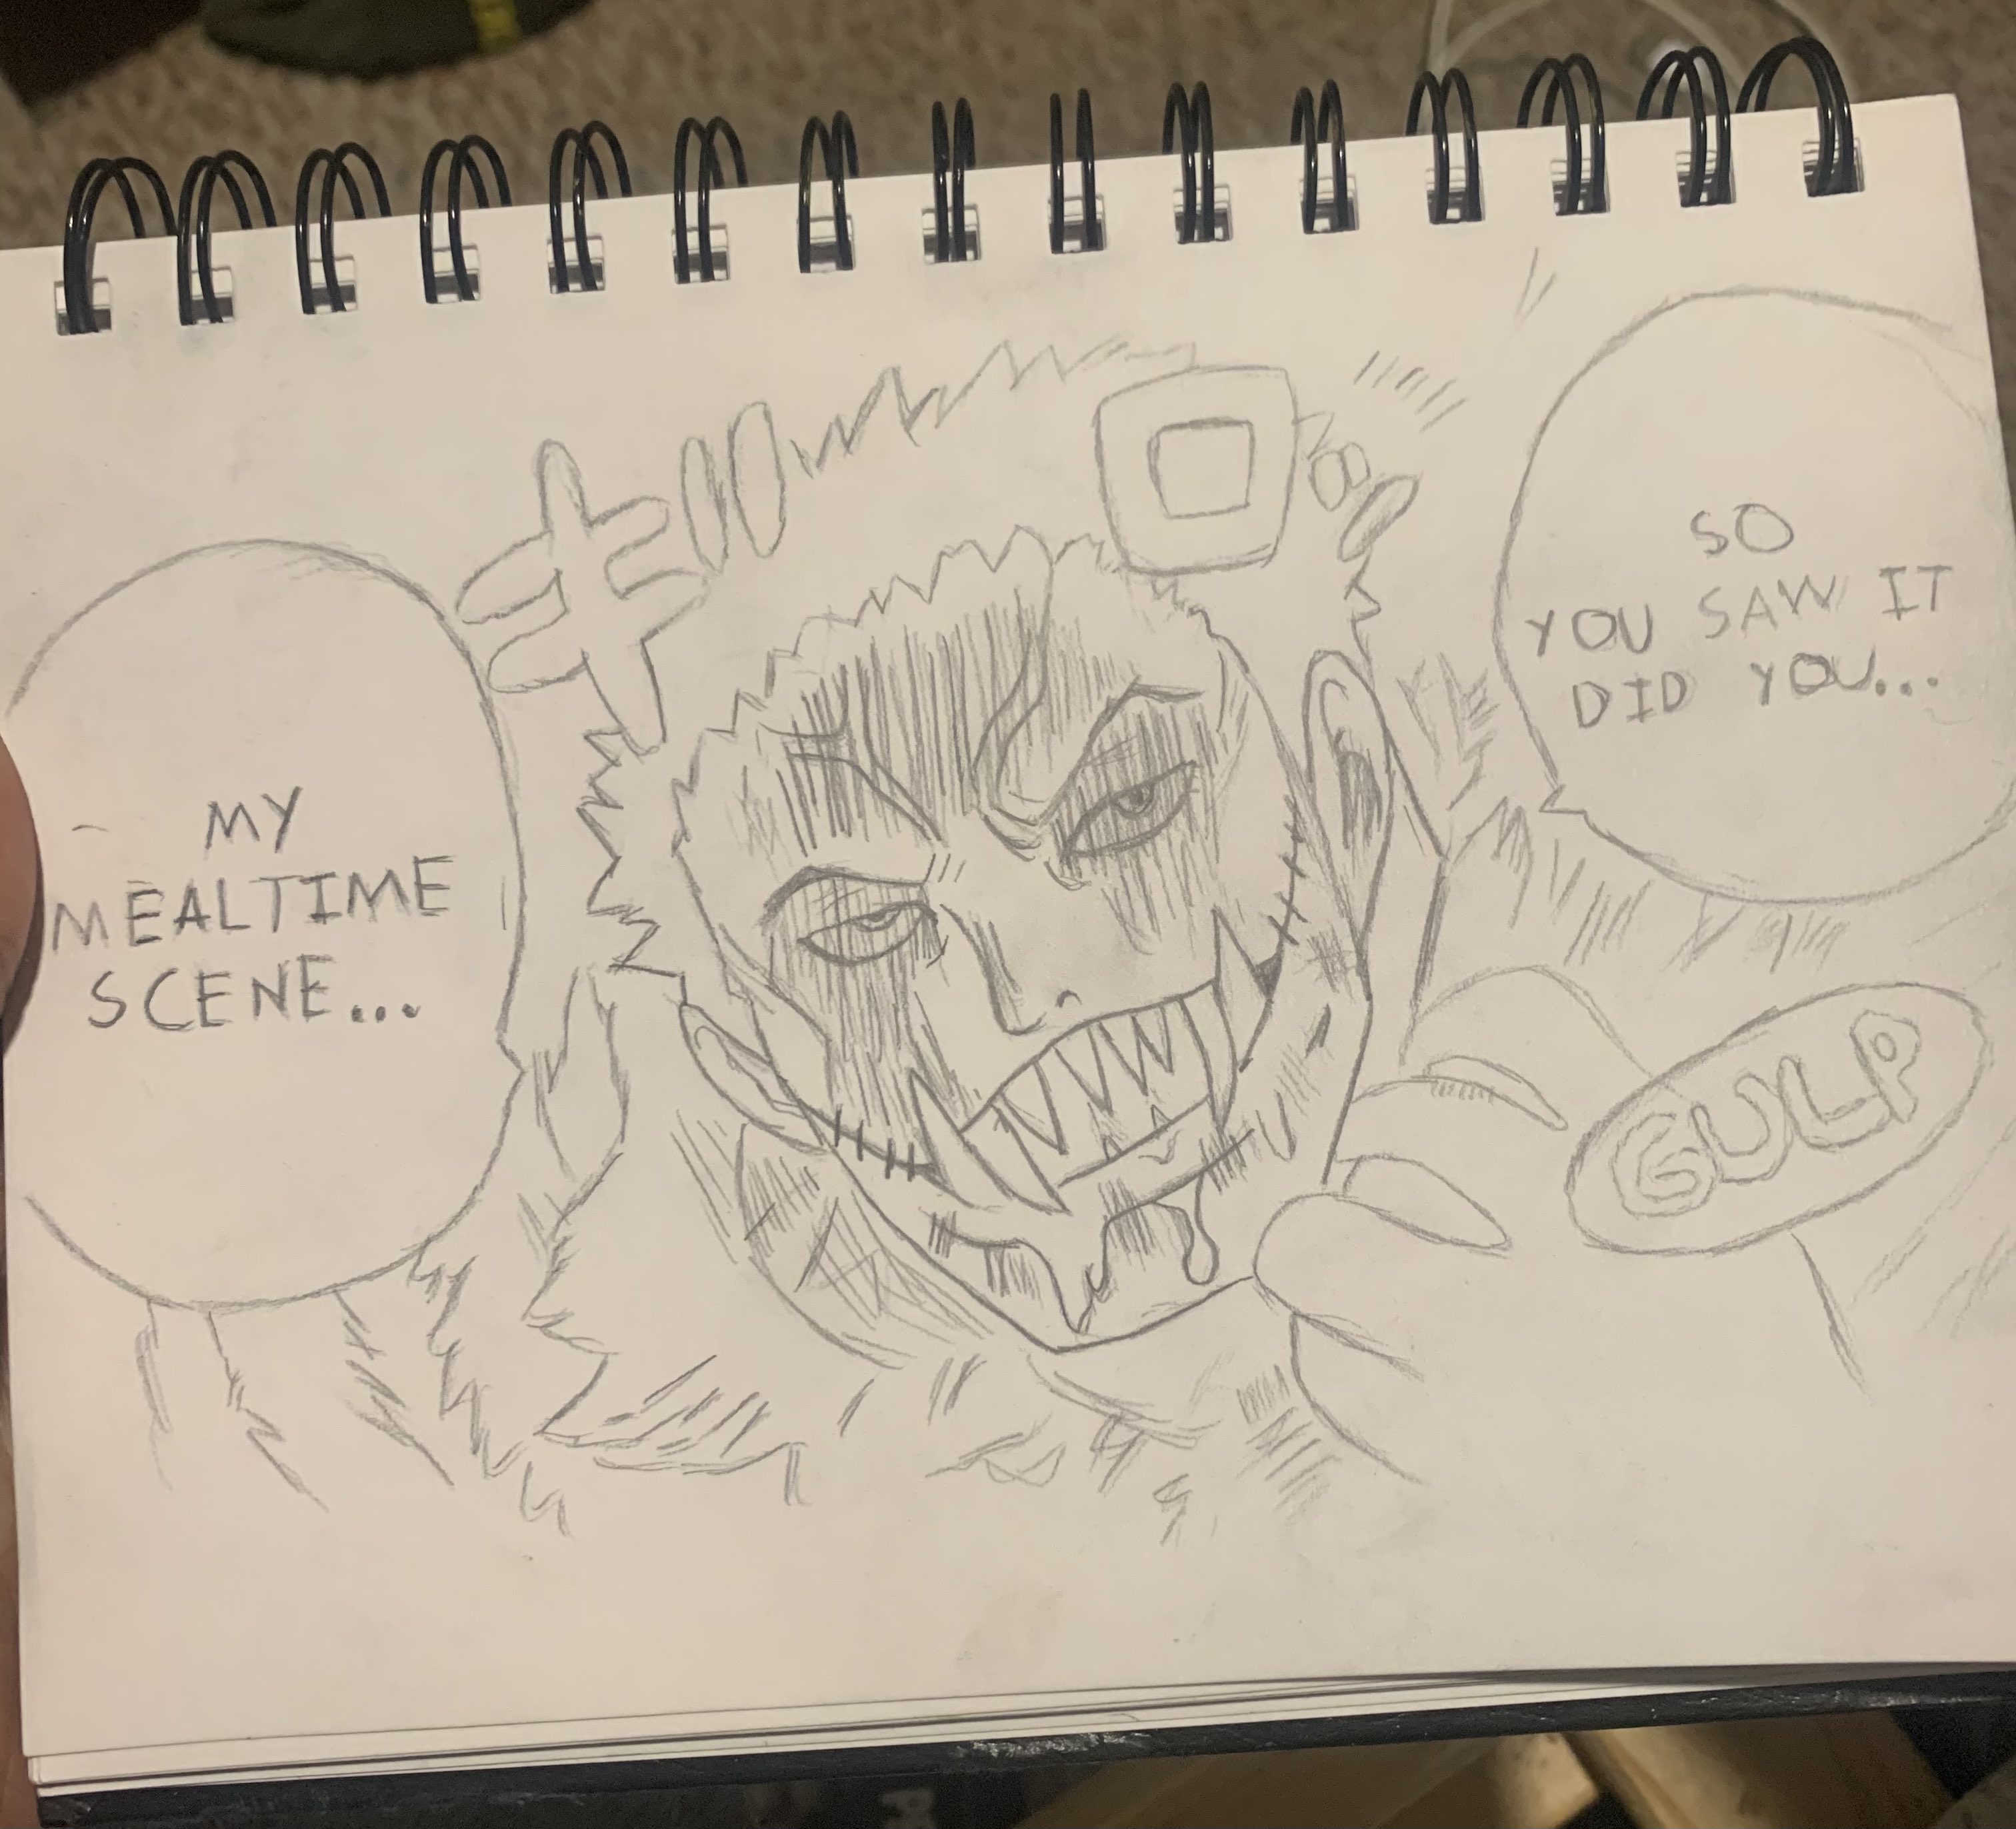 SO
YOU SAW IT
DID YOU...
MY
MEALTIME
SCENE...
GULP